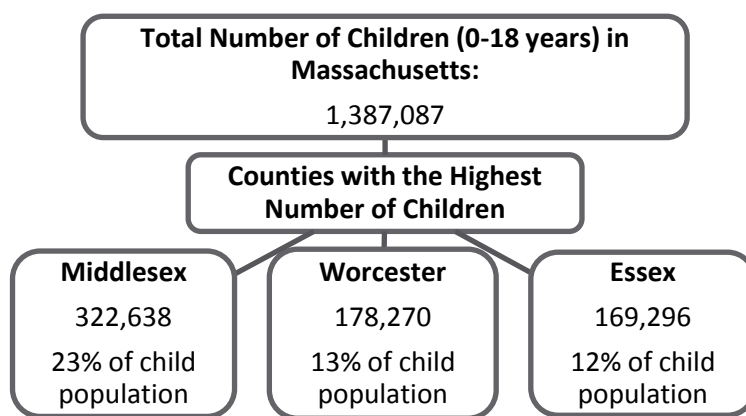 Total Number of Children (0-18 years) in
Massachusetts:
1,387,087
Counties with the Highest
Number of Children
Middlesex
322,638
23% of child
population
Worcester
178,270
13% of child
population
Essex
169,296
12% of child
population